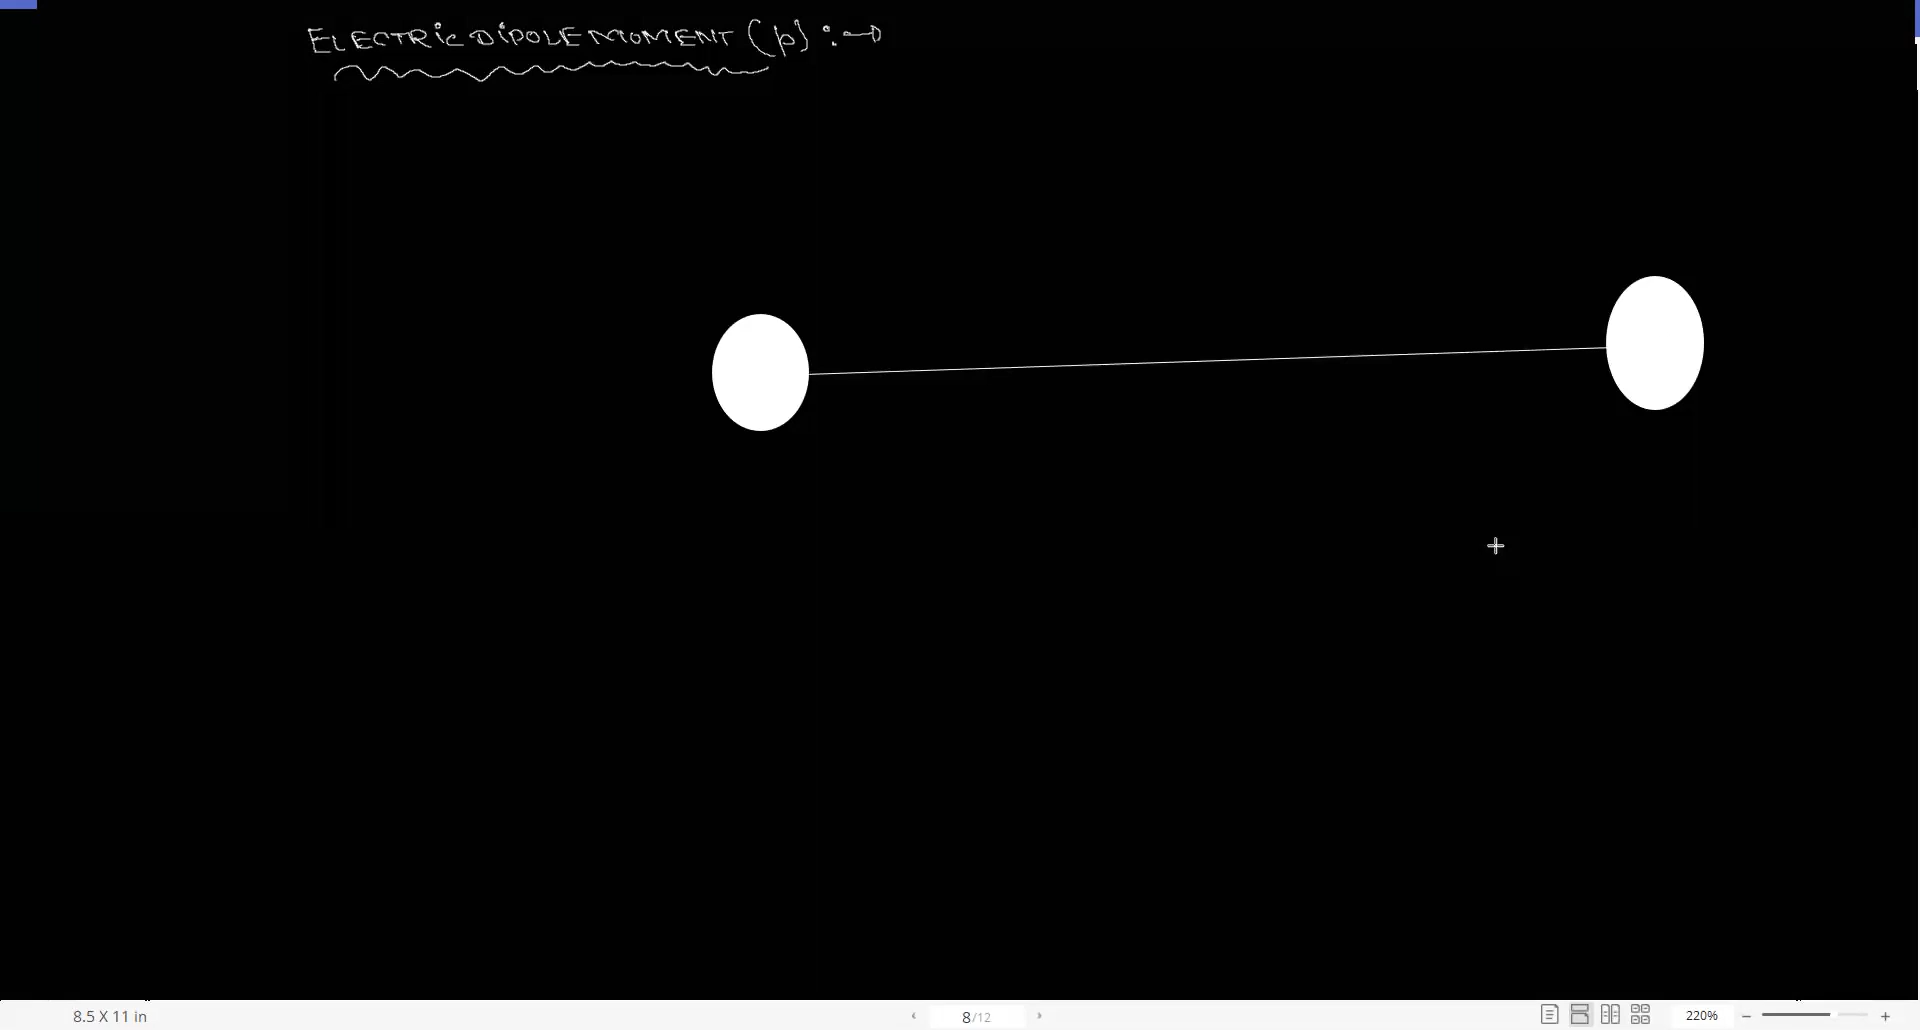 ELECTRIC DIPOLE MOMENT (p) :→
8.5 X 11 in
8/12
220%